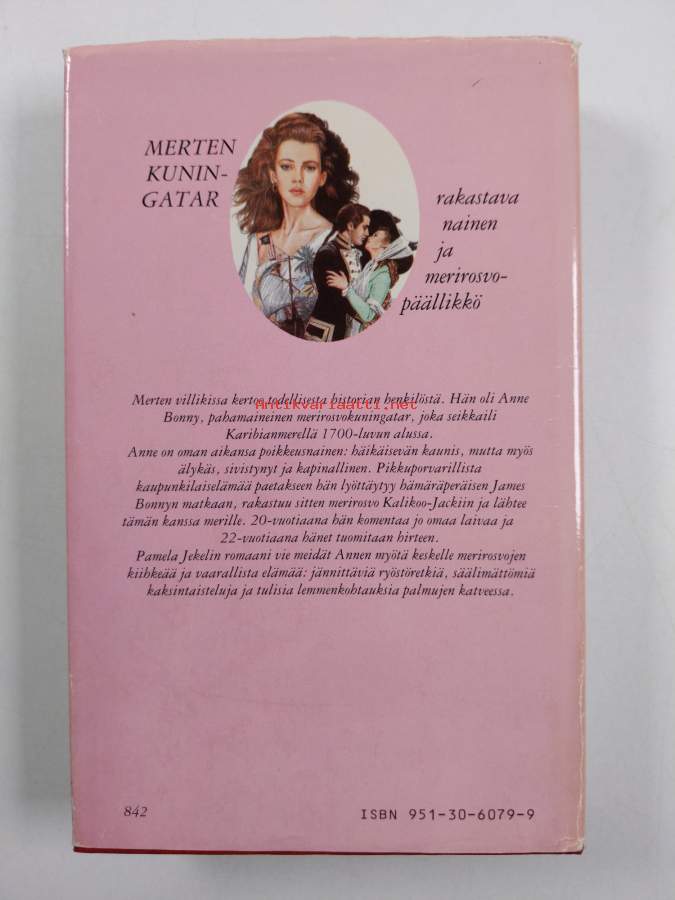 MERTEN
KUNIN-
GATAR
rakastava
nainen
ja
merirosvo-
päällikkö
Merten villikissa kertoo todellisesta historian henkilöstä. Hän oli Anne
Antikvariaatti.net
Bonny, pahamaineinen merirosvokuningatar, joka seikkaili
Karibianmerellä 1700-luvun alussa.
Anne on oman aikansa poikkeusnainen: häikäisevän kaunis, mutta myös
älykäs, sivistynyt ja kapinallinen. Pikkuporvarillista
kaupunkilaiselämää paetakseen hän lyöttäytyy hämäräperäisen James
Bonnyn matkaan, rakastuu sitten merirosvo Kalikoo-Jackiin ja lähtee
tämän kanssa merille. 20-vuotiaana hän komentaa jo omaa laivaa ja
22-vuotiaana hänet tuomitaan hirteen.
Pamela Jekelin romaani vie meidät Annen myötä keskelle merirosvojen
kiihkeää ja vaarallista elämää: jännittäviä ryöstöretkiä, säälimättömiä
kaksintaisteluja ja tulisia lemmenkohtauksia palmujen katveessa.
842
ISBN 951-30-6079-9